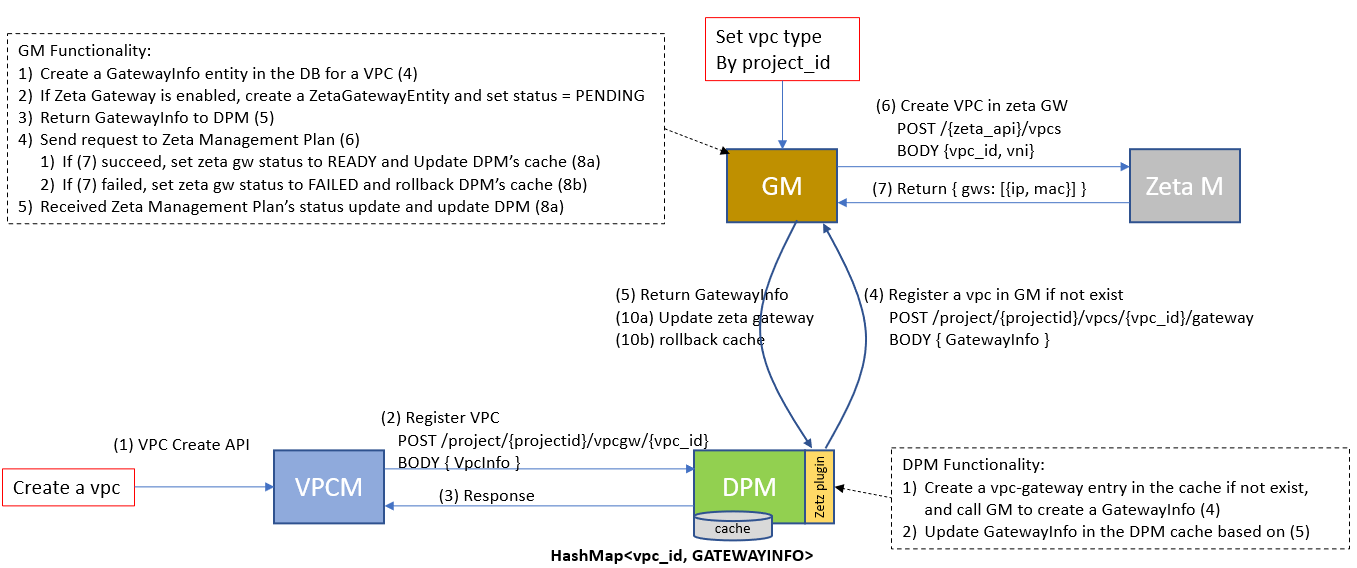 GM Functionality:
1) Create a GatewayInfo entity in the DB for a VPC (4)
2) If Zeta Gateway is enabled, create a ZetaGatewayEntity and set status = PENDING
3) Return GatewayInfo to DPM (5)
4) Send request to Zeta Management Plan (6)
1) If (7) succeed, set zeta gw status to READY and Update DPM's cache (8a)
2) If (7) failed, set zeta gw status to FAILED and rollback DPM's cache (8b)
5) Received Zeta Management Plan's status update and update DPM (8a)
Set vpc type
By project_id
(6) Create VPC in zeta GW
POST /{zeta_api}/vpcs
BODY {vpc_id, vni}
GM
(7) Return { gws: [{ip, mac}] }
Zeta M
(5) Return GatewayInfo
(10a) Update zeta gateway
(10b) rollback cache
(4) Register a vpc in GM if not exist
POST /project/{projectid}/vpcs/{vpc_id}/gateway
BODY { GatewayInfo }
Create a vpc
(1) VPC Create API
VPCM
(2) Register VPC
POST /project/{projectid}/vpcgw/{vpc_id}
BODY { VpcInfo }
(3) Response
DPM
Zetz plugin
cache
HashMap<vpc_id, GATEWAYINFO>
DPM Functionality:
1) Create a vpc-gateway entry in the cache if not exist,
and call GM to create a GatewayInfo (4)
2) Update GatewayInfo in the DPM cache based on (5)